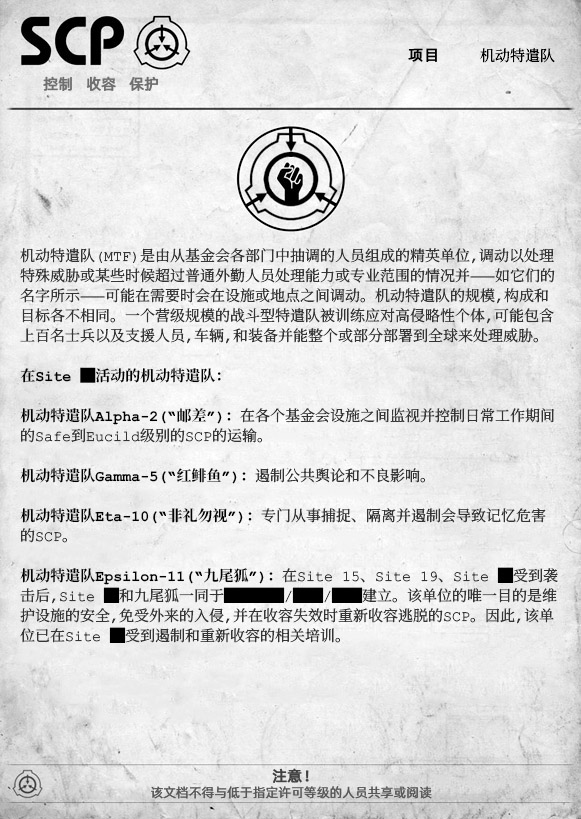 SCP
控制 收容 保护
项目 机动特遣队
机动特遣队(MTF)是由从基金会各部门中抽调的人员组成的精英单位,调动以处理
特殊威胁或某些时候超过普通外勤人员处理能力或专业范围的情况并——如它们的
名字所示——可能在需要时会在设施或地点之间调动。机动特遣队的规模,构成和
目标各不相同。一个营级规模的战斗型特遣队被训练应对高侵略性个体,可能包含
上百名士兵以及支援人员,车辆,和装备并能整个或部分部署到全球来处理威胁。
在Site ██活动的机动特遣队:
机动特遣队Alpha-2(“邮差”): 在各个基金会设施之间监视并控制日常工作期间
的Safe到Eucild级别的SCP的运输。
机动特遣队Gamma-5(“红鲱鱼”): 遏制公共舆论和不良影响。
机动特遣队Eta-10(“非礼勿视”): 专门从事捕捉、隔离并遏制会导致记忆危害
的SCP。
机动特遣队Epsilon-11(“九尾狐”): 在Site 15、Site 19、Site ██受到袭
击后,Site ██和九尾狐一同于████/██/██建立。该单位的唯一目的是维
护设施的安全,免受外来的入侵,并在收容失效时重新收容逃脱的SCP。因此,该单
位已在Site ██受到遏制和重新收容的相关培训。
注意!
该文档不得与低于指定许可等级的人员共享或阅读